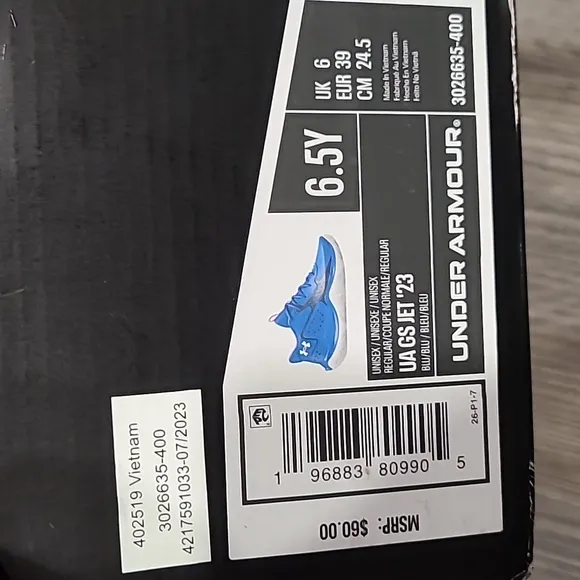 UK 6
EUR 39
CM 24.5
Made in Vietnam
Fabriqué Au Vietnam
Hecho En Vietnam
Feito No Vietnã
3026635-400
6.5Y
UNISEX / UNISEXE / UNISEX
REGULAR/COUPE NORMALE/REGULAR
UA GS JET '23
BLU/BLU / BLEU/BLEU
UNDER ARMOUR®
1 96883 80990 5
26-P1-7
MSRP: $60.00
402519 Vietnam
3026635-400
4217591033-07/2023